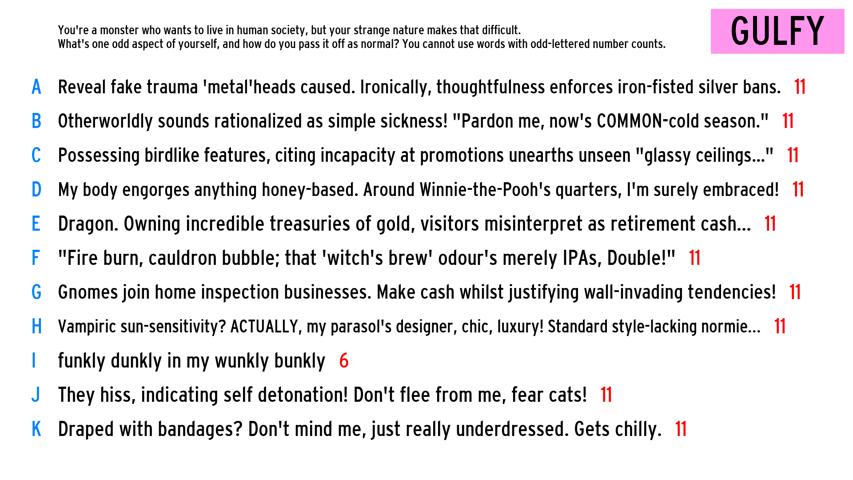 You're a monster who wants to live in human society, but your strange nature makes that difficult.
What's one odd aspect of yourself, and how do you pass it off as normal? You cannot use words with odd-lettered number counts.
GULFY
A Reveal fake trauma 'metal'heads caused. Ironically, thoughtfulness enforces iron-fisted silver bans. 11
B Otherworldly sounds rationalized as simple sickness! "Pardon me, now's COMMON-cold season." 11
C Possessing birdlike features, citing incapacity at promotions unearths unseen "glassy ceilings..." 11
D My body engorges anything honey-based. Around Winnie-the-Pooh's quarters, I'm surely embraced! 11
E Dragon. Owning incredible treasuries of gold, visitors misinterpret as retirement cash... 11
F "Fire burn, cauldron bubble; that 'witch's brew' odour's merely IPAs, Double!" 11
G Gnomes join home inspection businesses. Make cash whilst justifying wall-invading tendencies! 11
H Vampiric sun-sensitivity? ACTUALLY, my parasol's designer, chic, luxury! Standard style-lacking normie... 11
I funkly dunkly in my wunkly bunkly 6
J They hiss, indicating self detonation! Don't flee from me, fear cats! 11
K Draped with bandages? Don't mind me, just really underdressed. Gets chilly. 11